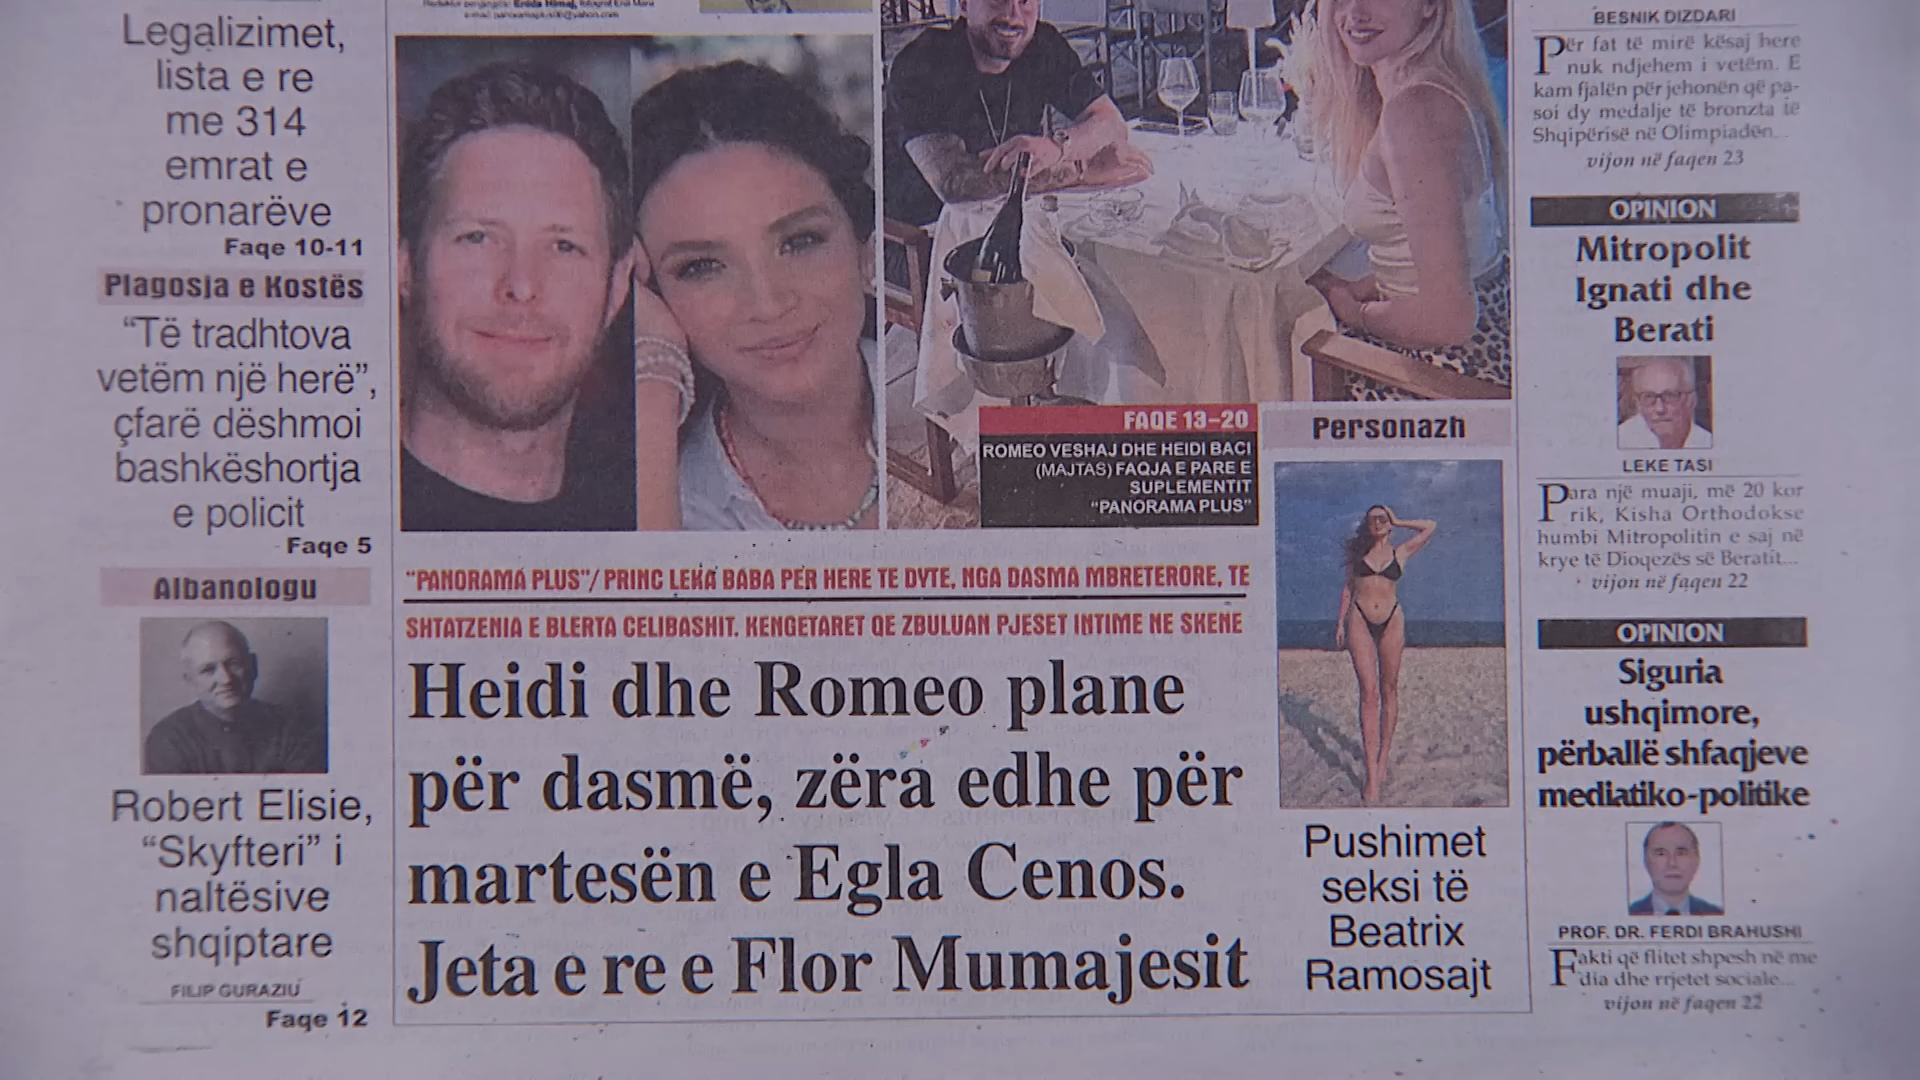 Legalizimet,
lista e re
me 314
emrat e
pronarëve
Faqe 10-11
Plagosja e Kostës
“Të tradhtova
vetëm një herë”,
çfarë dëshmoi
bashkëshortja
e policit
Faqe 5
Albanologu
Robert Elisie,
“Skyfteri” i
naltësive
shqiptare
FILIP GURAZIU
Faqe 12
FAQE 13-20
ROMEO VESHAJ DHE HEIDI BACI
(MAJTAS) FAQJA E PARE E
SUPLEMENTIT
“PANORAMA PLUS”
“PANORAMA PLUS”/ PRINC LEKA BABA PËR HERE TE DYTE, NGA DASMA MBRETERORE, TE
SHTATZENIA E BLERTA CELIBASHIT. KENGETARET QE ZBULUAN PJESET INTIME NE SKENE
Heidi dhe Romeo plane
për dasmë, zëra edhe për
martesën e Egla Cenos.
Jeta e re e Flor Mumajesit
Personazh
Pushimet
seksi të
Beatrix
Ramosajt
BESNIK DIZDARI
Për fat të mirë kësaj here
nuk ndjehem i vetëm. E
kam fjalën për jehonën që pa-
soi dy medalje të bronzta të
Shqipërisë në Olimpiadën...
vijon në faqen 23
OPINION
Mitropolit
Ignati dhe
Berati
LEKE TASI
Para një muaji, më 20 kor
rik, Kisha Orthodokse
humbi Mitropolitin e saj në
krye të Dioqezës së Beratit...
vijon në faqen 22
OPINION
Siguria
ushqimore,
përballë shfaqjeve
mediatiko-politike
PROF. DR. FERDI BRAHUSHI
Fakti që flitet shpesh në me
dia dhe rrjetet sociale...
vijon në faqen 22